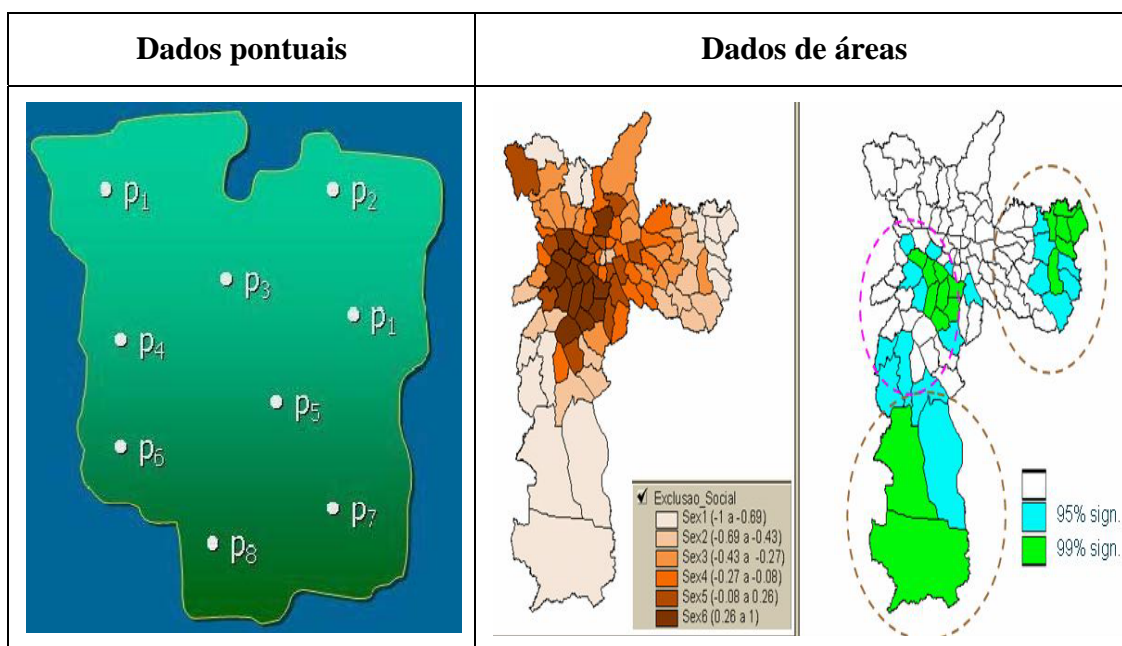 Dados pontuais
Dados de áreas
p1
p2
p3
p1
p4
p5
p6
p7
p8
Exclusao_Social
Sex1 (-1 a -0.69)
Sex2 (-0.69 a -0.43)
Sex3 (-0.43 a -0.27)
Sex4 (-0.27 a -0.08)
Sex5 (-0.08 a 0.26)
Sex6 (0.26 a 1)
95% sign.
99% sign.